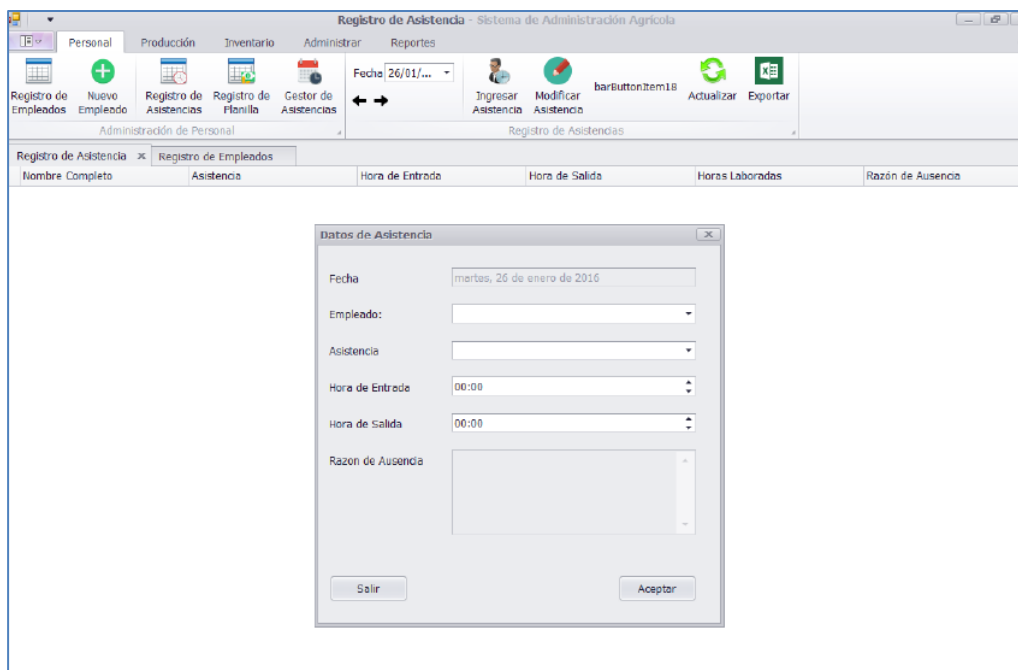 Registro de Asistencia - Sistema de Administración Agrícola
Personal Producción Inventario Administrar Reportes
Registro de Empleados
Nuevo Empleado
Registro de Asistencias
Registro de Planilla
Gestor de Asistencias
Fecha 26/01/...
Ingresar Asistencia
Modificar Asistencia
barButtonItem18
Actualizar
Exportar
Administración de Personal
Registro de Asistencias
Registro de Asistencia x Registro de Empleados
Nombre Completo Asistencia Hora de Entrada Hora de Salida Horas Laboradas Razón de Ausencia
Datos de Asistencia
Fecha martes, 26 de enero de 2016
Empleado:
Asistencia
Hora de Entrada 00:00
Hora de Salida 00:00
Razon de Ausencia
Salir Aceptar